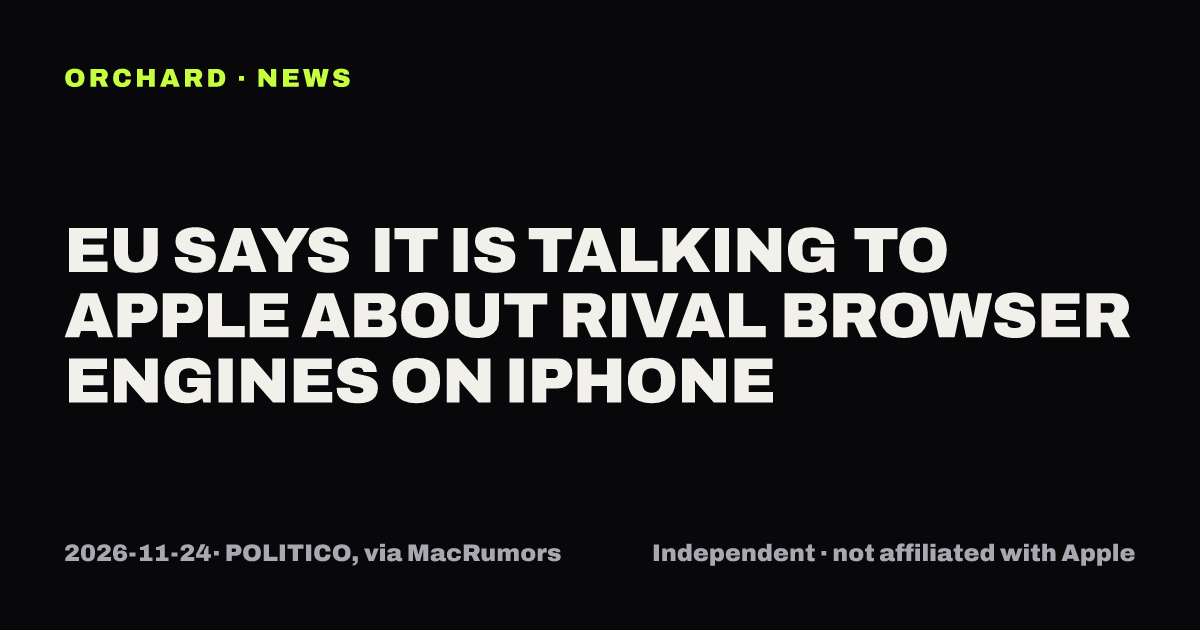 ORCHARD · NEWS
EU SAYS IT IS TALKING TO
APPLE ABOUT RIVAL BROWSER
ENGINES ON IPHONE
2026-11-24· POLITICO, via MacRumors
Independent · not affiliated with Apple